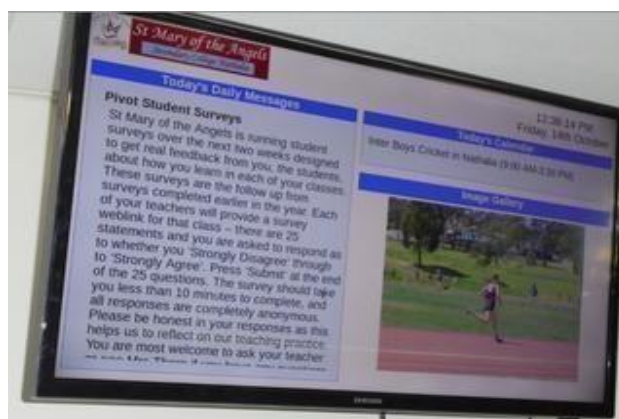 St Mary of the Angels
Secondary College, Nathalia
Today's Daily Messages
Pivot Student Surveys
St Mary of the Angels is running student
surveys over the next two weeks designed
to get real feedback from you, the students,
about how you learn in each of your classes.
These surveys are the follow up from
surveys completed earlier in the year. Each
of your teachers will provide a survey
weblink for that class – there are 25
statements and you are asked to respond as
to whether you 'Strongly Disagree' through
to 'Strongly Agree'. Press 'Submit' at the end
of the 25 questions. The survey should take
you less than 10 minutes to complete, and
all responses are completely anonymous.
Please be honest in your responses as this
helps us to reflect on our teaching practice.
You are most welcome to ask your teacher
12:36:14 PM
Friday, 14th October
Today's Calendar
Inter Boys Cricket in Nathalia (9:00 AM-3:30 PM)
Image Gallery
SAMSUNG